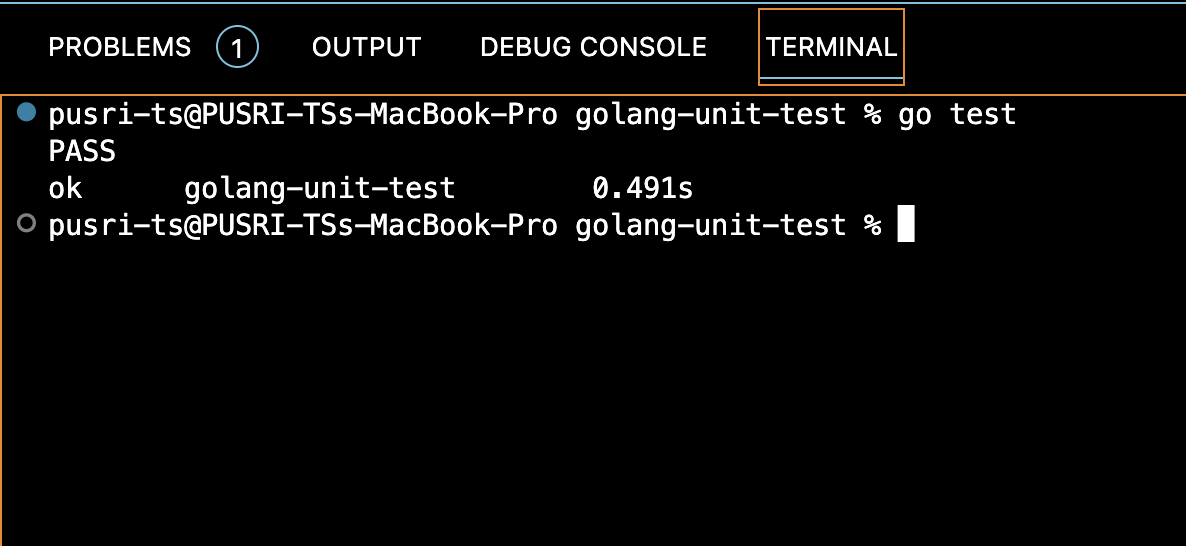 PROBLEMS 1 OUTPUT DEBUG CONSOLE TERMINAL
pusri-ts@PUSRI-TSs-MacBook-Pro golang-unit-test % go test
PASS
ok golang-unit-test 0.491s
pusri-ts@PUSRI-TSs-MacBook-Pro golang-unit-test %